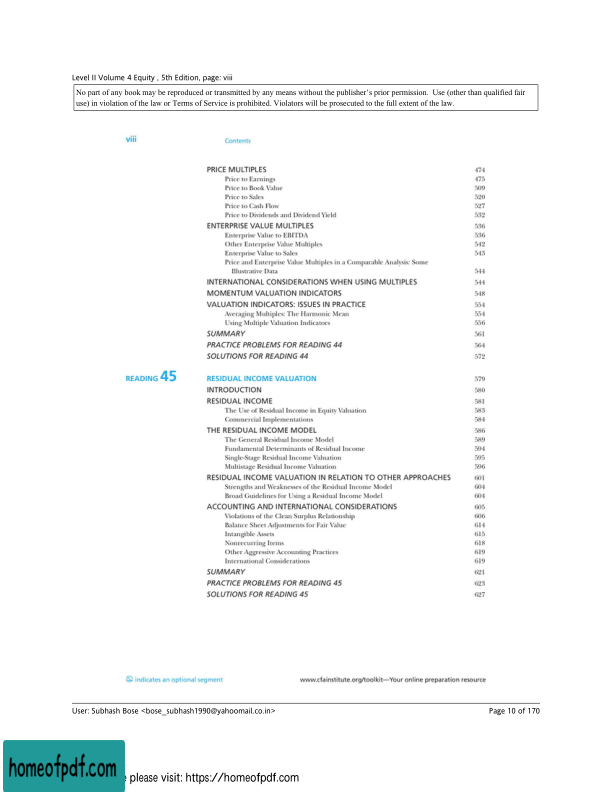 Level II Volume 4 Equity , 5th Edition, page: viii
No part of any book may be reproduced or transmitted by any means without the publisher's prior permission. Use (other than qualified fair
use) in violation of the law or Terms of Service is prohibited. Violators will be prosecuted to the full extent of the law.
viii Contents
PRICE MULTIPLES 474
Price to Earnings 475
Price to Book Value 509
Price to Sales 520
Price to Cash Flow 527
Price to Dividends and Dividend Yield 532
ENTERPRISE VALUE MULTIPLES 536
Enterprise Value to EBITDA 536
Other Enterprise Value Multiples 542
Enterprise Value to Sales 543
Price and Enterprise Value Multiples in a Comparable Analysis: Some
Illustrative Data 544
INTERNATIONAL CONSIDERATIONS WHEN USING MULTIPLES 544
MOMENTUM VALUATION INDICATORS 548
VALUATION INDICATORS: ISSUES IN PRACTICE 554
Averaging Multiples: The Harmonic Mean 554
Using Multiple Valuation Indicators 556
SUMMARY 561
PRACTICE PROBLEMS FOR READING 44 564
SOLUTIONS FOR READING 44 572
READING 45 RESIDUAL INCOME VALUATION 579
INTRODUCTION 580
RESIDUAL INCOME 581
The Use of Residual Income in Equity Valuation 583
Commercial Implementations 584
THE RESIDUAL INCOME MODEL 586
The General Residual Income Model 589
Fundamental Determinants of Residual Income 594
Single-Stage Residual Income Valuation 595
Multistage Residual Income Valuation 596
RESIDUAL INCOME VALUATION IN RELATION TO OTHER APPROACHES 601
Strengths and Weaknesses of the Residual Income Model 604
Broad Guidelines for Using a Residual Income Model 604
ACCOUNTING AND INTERNATIONAL CONSIDERATIONS 605
Violations of the Clean Surplus Relationship 606
Balance Sheet Adjustments for Fair Value 614
Intangible Assets 615
Nonrecurring Items 618
Other Aggressive Accounting Practices 619
International Considerations 619
SUMMARY 621
PRACTICE PROBLEMS FOR READING 45 623
SOLUTIONS FOR READING 45 627
indicates an optional segment www.cfainstitute.org/toolkit—Your online preparation resource
User: Subhash Bose <bose_subhash1990@yahoomail.co.in> Page 10 of 170
homeofpdf.com please visit: https://homeofpdf.com